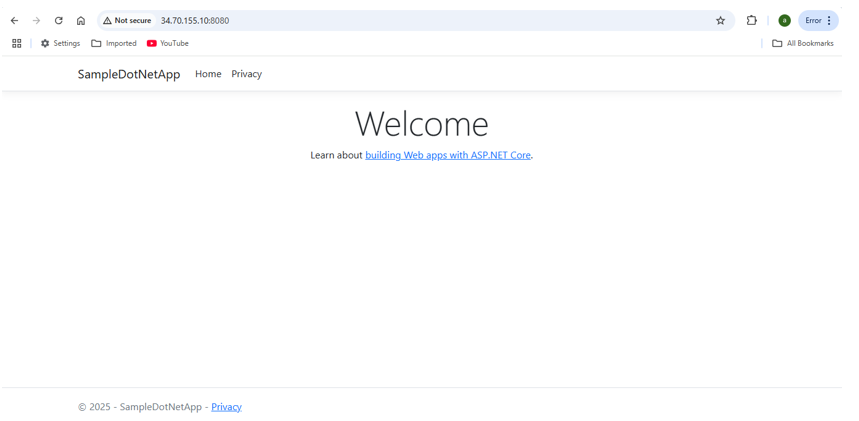 Not secure 34.70.155.10:8080 a Error
Settings Imported YouTube All Bookmarks
SampleDotNetApp Home Privacy
Welcome
Learn about building Web apps with ASP.NET Core.
© 2025 - SampleDotNetApp - Privacy